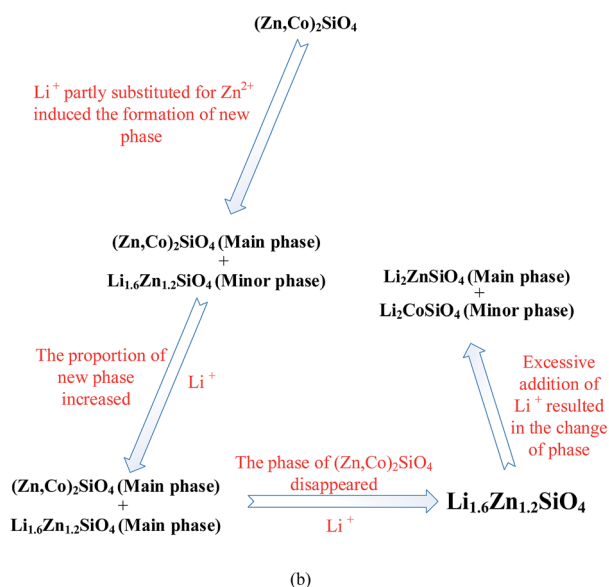 (Zn,Co)₂SiO₄
Li⁺ partly substituted for Zn²⁺
induced the formation of new
phase
(Zn,Co)₂SiO₄ (Main phase)
+
Li₁.₆Zn₁.₂SiO₄ (Minor phase)
The proportion of
new phase
increased
Li⁺
(Zn,Co)₂SiO₄ (Main phase)
+
Li₁.₆Zn₁.₂SiO₄ (Main phase)
The phase of (Zn,Co)₂SiO₄
disappeared
Li⁺
Li₁.₆Zn₁.₂SiO₄
Excessive
addition of
Li⁺ resulted
in the change
of phase
Li₂ZnSiO₄ (Main phase)
+
Li₂CoSiO₄ (Minor phase)
(b)